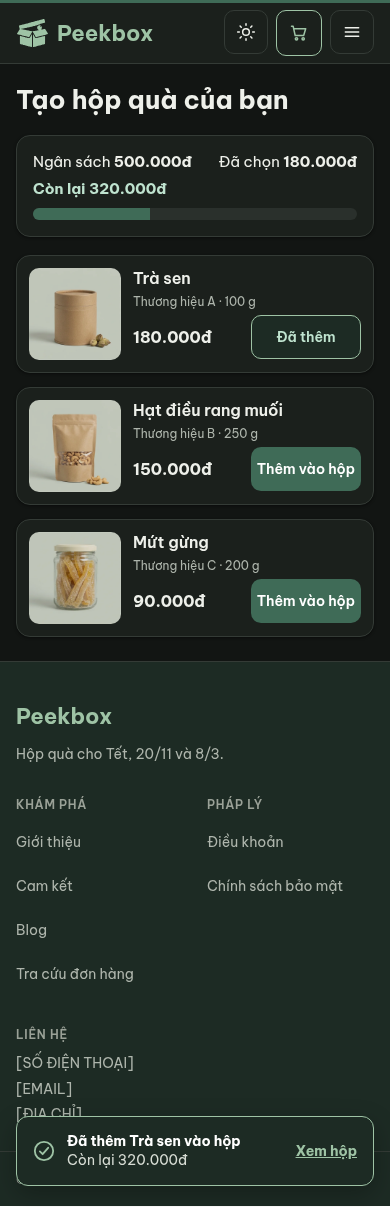 Peekbox
Tạo hộp quà của bạn
Ngân sách 500.000đ Đã chọn 180.000đ
Còn lại 320.000đ
Trà sen
Thương hiệu A · 100 g
180.000đ Đã thêm
Hạt điều rang muối
Thương hiệu B · 250 g
150.000đ Thêm vào hộp
Mứt gừng
Thương hiệu C · 200 g
90.000đ Thêm vào hộp
Peekbox
Hộp quà cho Tết, 20/11 và 8/3.
KHÁM PHÁ PHÁP LÝ
Giới thiệu Điều khoản
Cam kết Chính sách bảo mật
Blog
Tra cứu đơn hàng
LIÊN HỆ
[SỐ ĐIỆN THOẠI]
[EMAIL]
[ĐỊA CHỈ]
Đã thêm Trà sen vào hộp
Còn lại 320.000đ Xem hộp